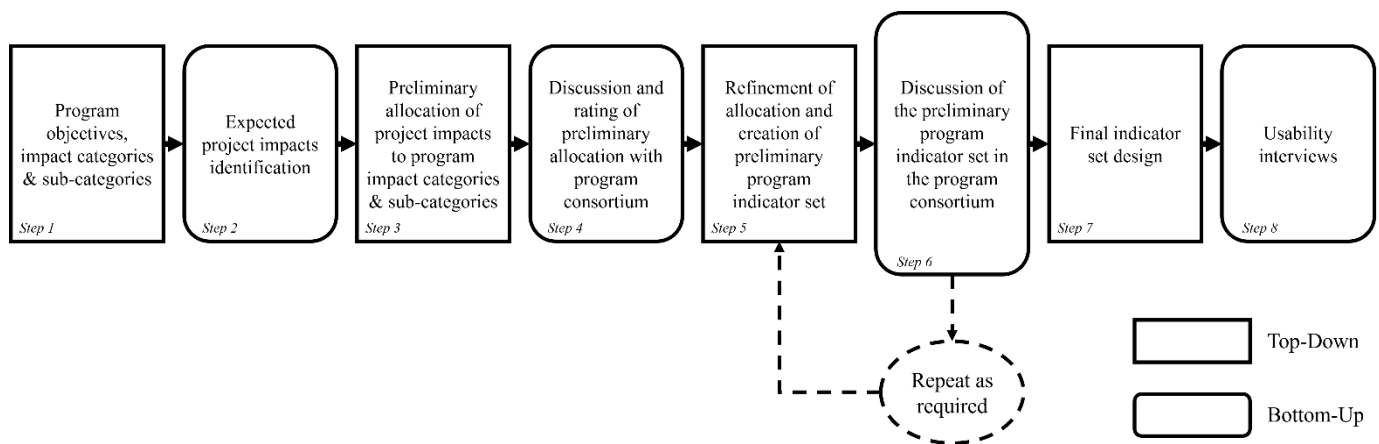 Program
objectives,
impact categories
& sub-categories
Step 1
Expected
project impacts
identification
Step 2
Preliminary
allocation of
project impacts
to program
impact categories
& sub-categories
Step 3
Discussion and
rating of
preliminary
allocation with
program
consortium
Step 4
Refinement of
allocation and
creation of
preliminary
program
indicator set
Step 5
Discussion of
the preliminary
program
indicator set in
the program
consortium
Step 6
Final indicator
set design
Step 7
Usability
interviews
Step 8
Repeat as
required
Top-Down
Bottom-Up